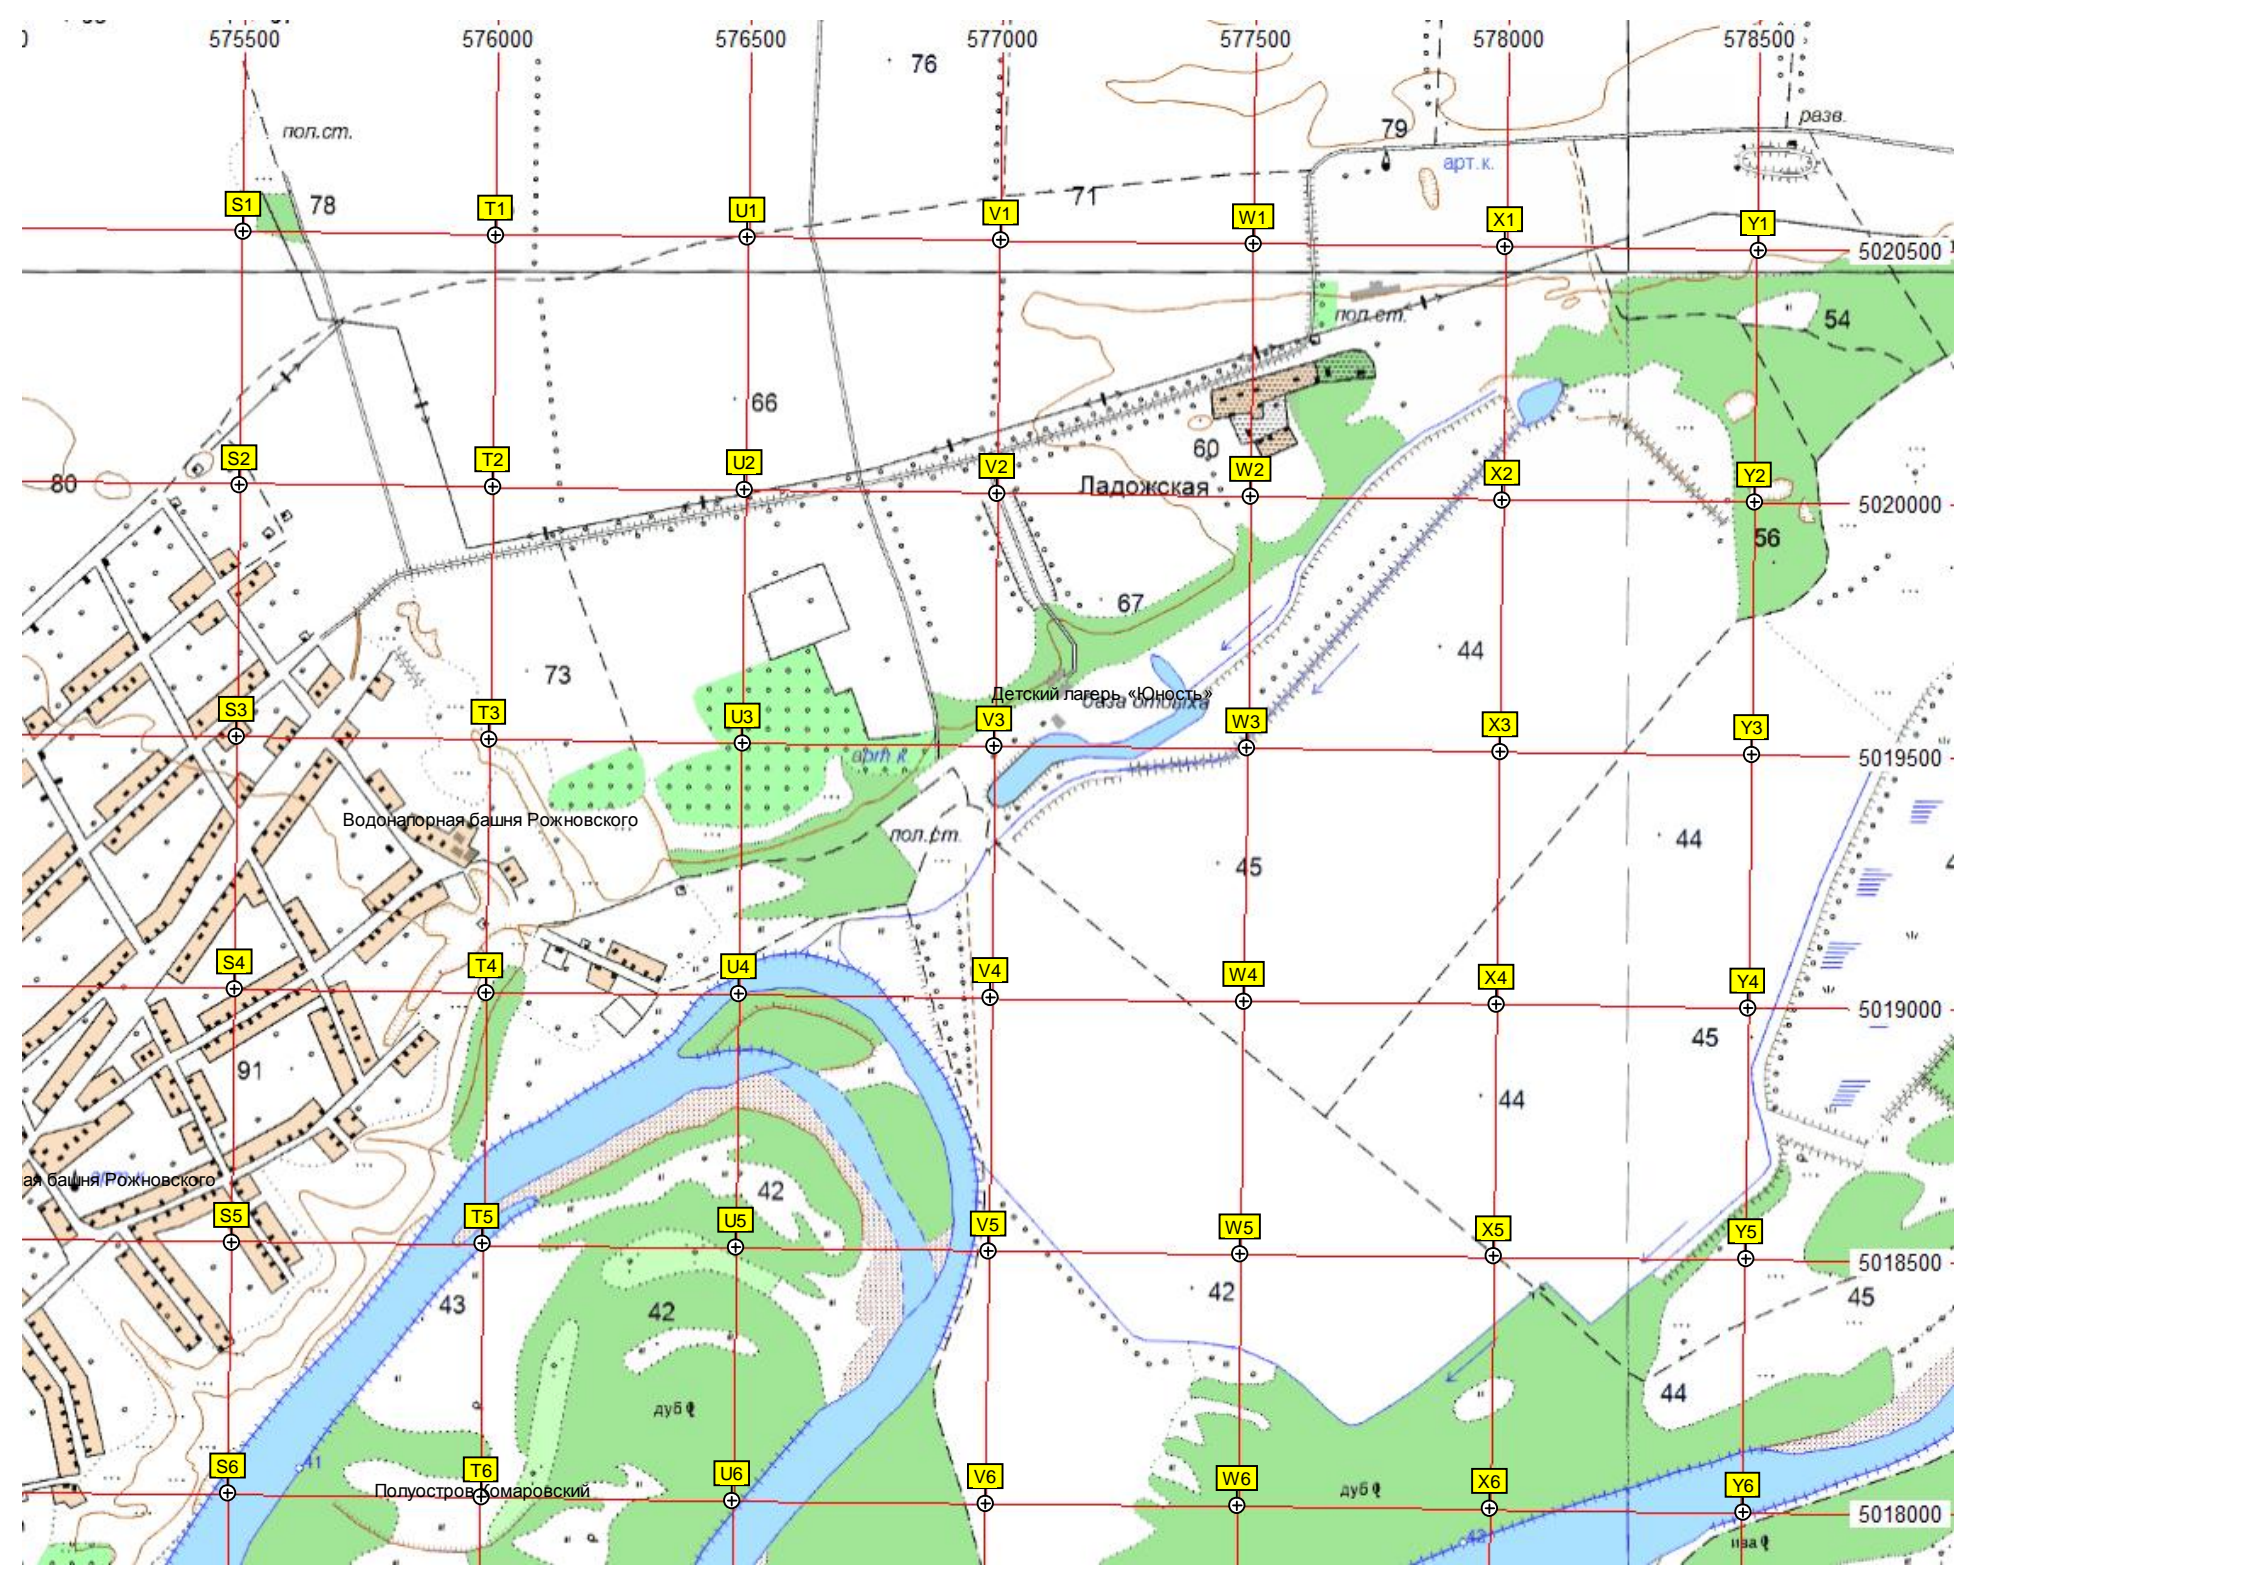 575500 576000 576500 577000 577500 578000 578500
76
пол.ст.
79
разв.
арт.к.
78
71
S1 T1 U1 V1 W1 X1 Y1
5020500
пол.ст.
54
66
60
S2 T2 U2 V2 W2 X2 Y2
80
Ладожская
5020000
56
67
44
73
Детский лагерь «Юность»
база отдыха
S3 T3 U3 V3 W3 X3 Y3
арт к
5019500
Водонапорная башня Рожновского
пол.ст.
44
45
S4 T4 U4 V4 W4 X4 Y4
5019000
45
91
44
ая башня Рожновского
42
S5 T5 U5 V5 W5 X5 Y5
5018500
43
42
42
45
44
дуб
41
S6 T6 U6 V6 W6 X6 Y6
Полуостров Комаровский
дуб
5018000
42
ива